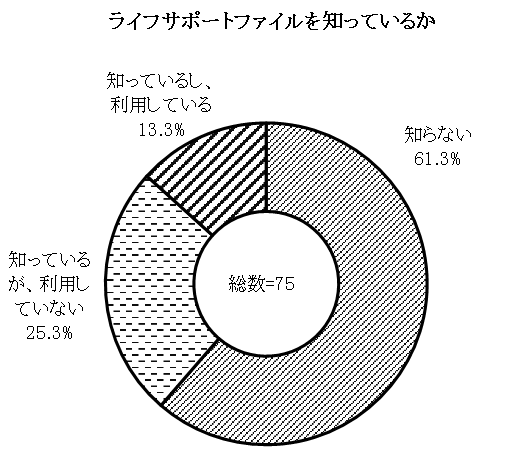 ライフサポートファイルを知っているか
知っているし、
利用している
13.3%
知らない
61.3%
知っている
が、利用し
ていない
25.3%
総数=75